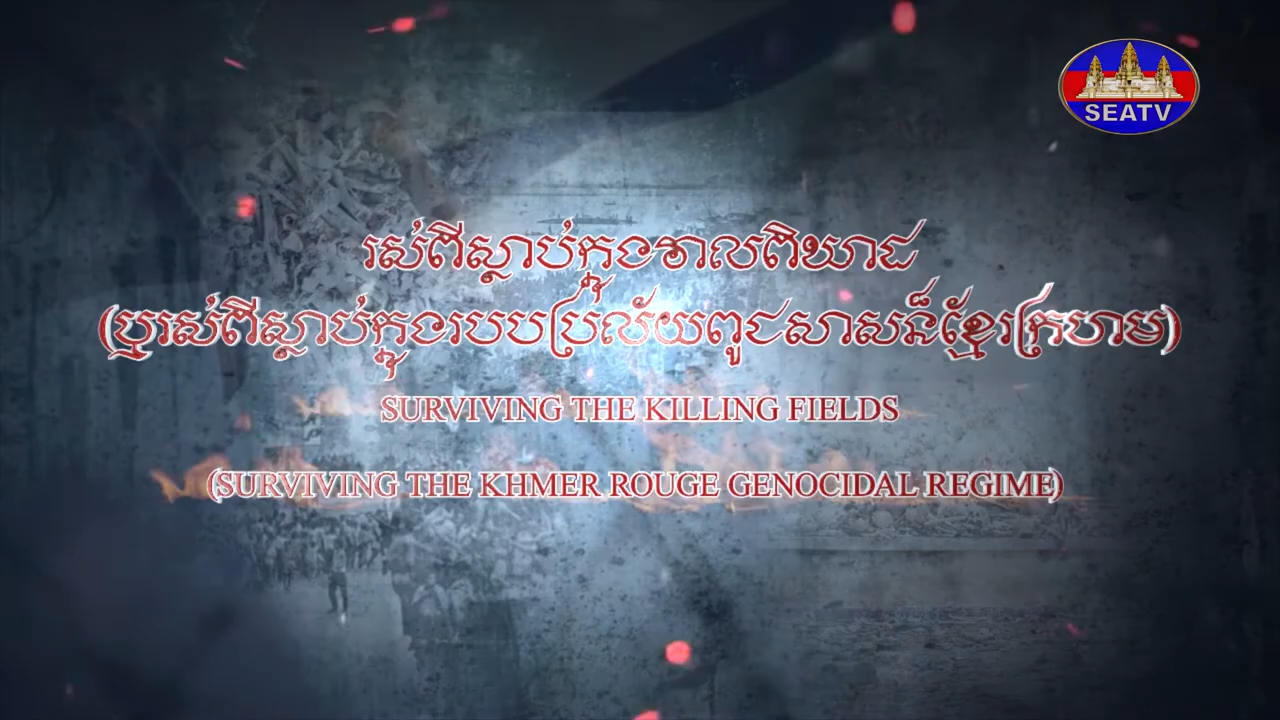 SEATV
រស់ពីស្លាប់ក្នុងវាលពិឃាដ
(ឬរស់ពីស្លាប់ក្នុងរបបប្រល័យពូជសាសន៍ខ្មែរក្រហម)
SURVIVING THE KILLING FIELDS
(SURVIVING THE KHMER ROUGE GENOCIDAL REGIME)